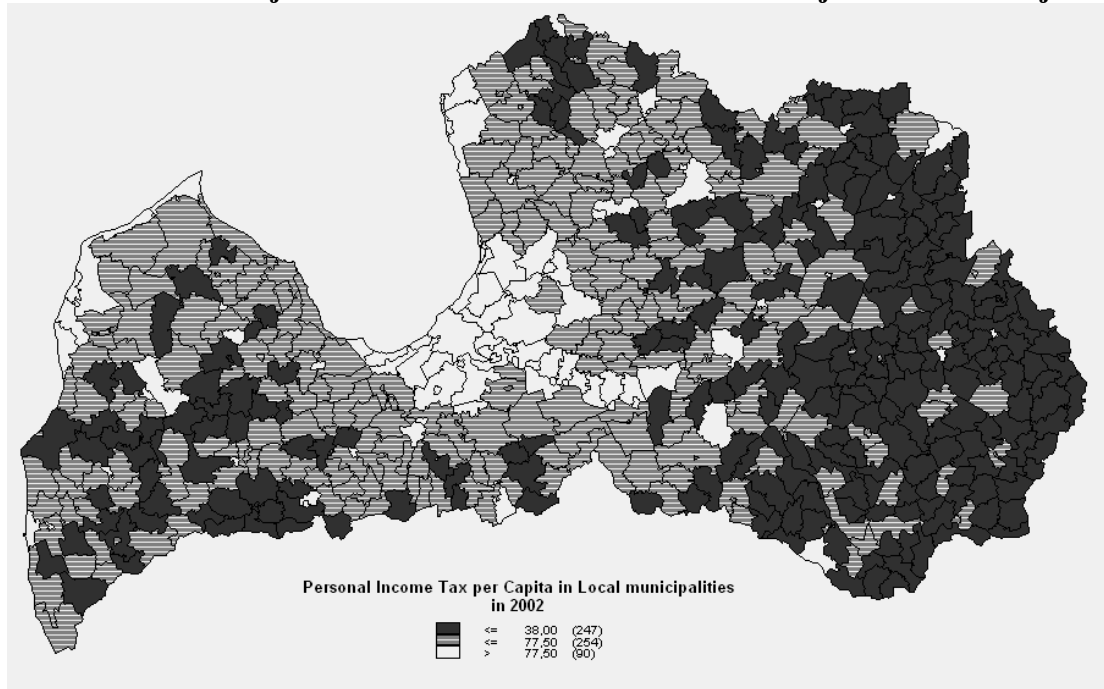 Personal Income Tax per Capita in Local municipalities
in 2002
<= 38,00 (247)
<= 77,50 (254)
> 77,50 (90)